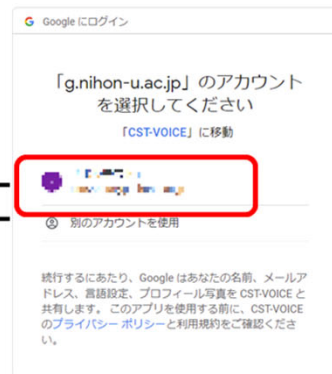 Google にログイン
「g.nihon-u.ac.jp」のアカウント
を選択してください
「CST-VOICE」に移動
別のアカウントを使用
続行するにあたり、Google はあなたの名前、メールア
ドレス、言語設定、プロフィール写真を CST-VOICE と
共有します。このアプリを使用する前に、CST-VOICE
のプライバシー ポリシーと利用規約をご確認くださ
い。